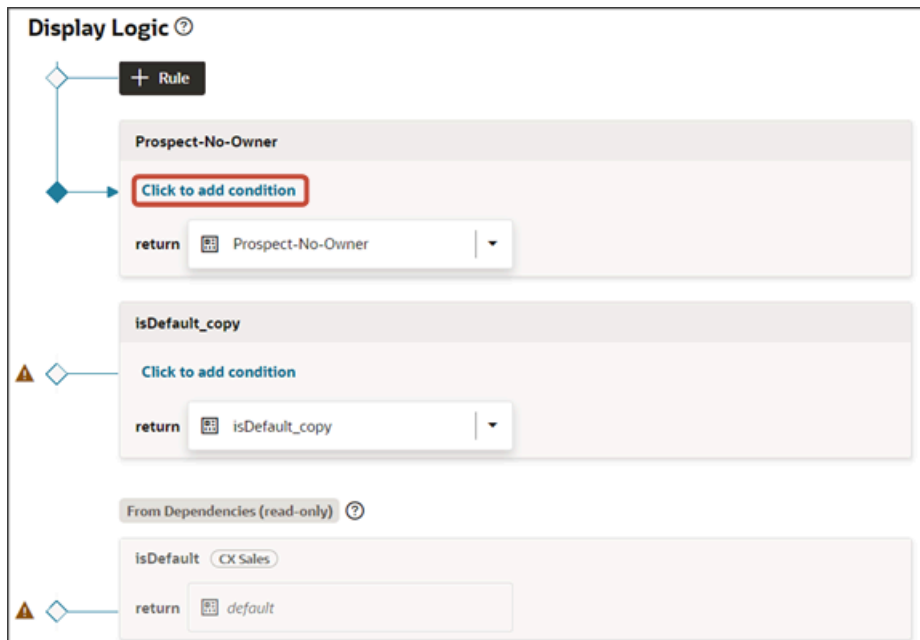 Display Logic ?
+ Rule
Prospect-No-Owner
Click to add condition
return Prospect-No-Owner
isDefault_copy
Click to add condition
return isDefault_copy
From Dependencies (read-only) ?
isDefault CX Sales
return default